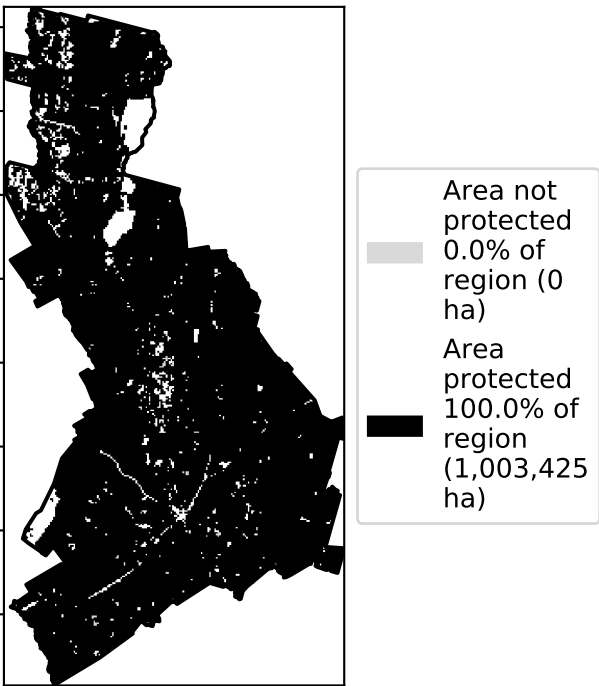 Area not
protected
0.0% of
region (0
ha)
Area
protected
100.0% of
region
(1,003,425
ha)